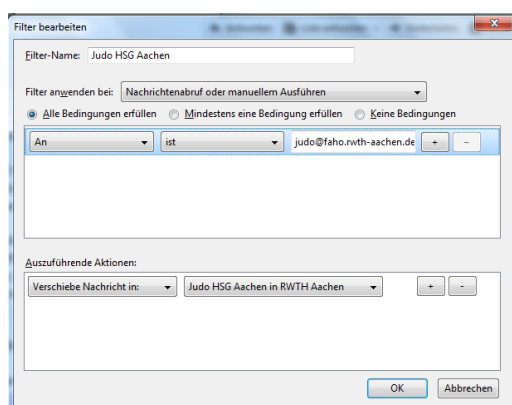 Filter bearbeiten
Filter-Name: Judo HSG Aachen
Filter anwenden bei: Nachrichtenabruf oder manuellem Ausführen
Alle Bedingungen erfüllen Mindestens eine Bedingung erfüllen Keine Bedingungen
An ist judo@faho.rwth-aachen.de + -
Auszuführende Aktionen:
Verschiebe Nachricht in: Judo HSG Aachen in RWTH Aachen + -
OK Abbrechen